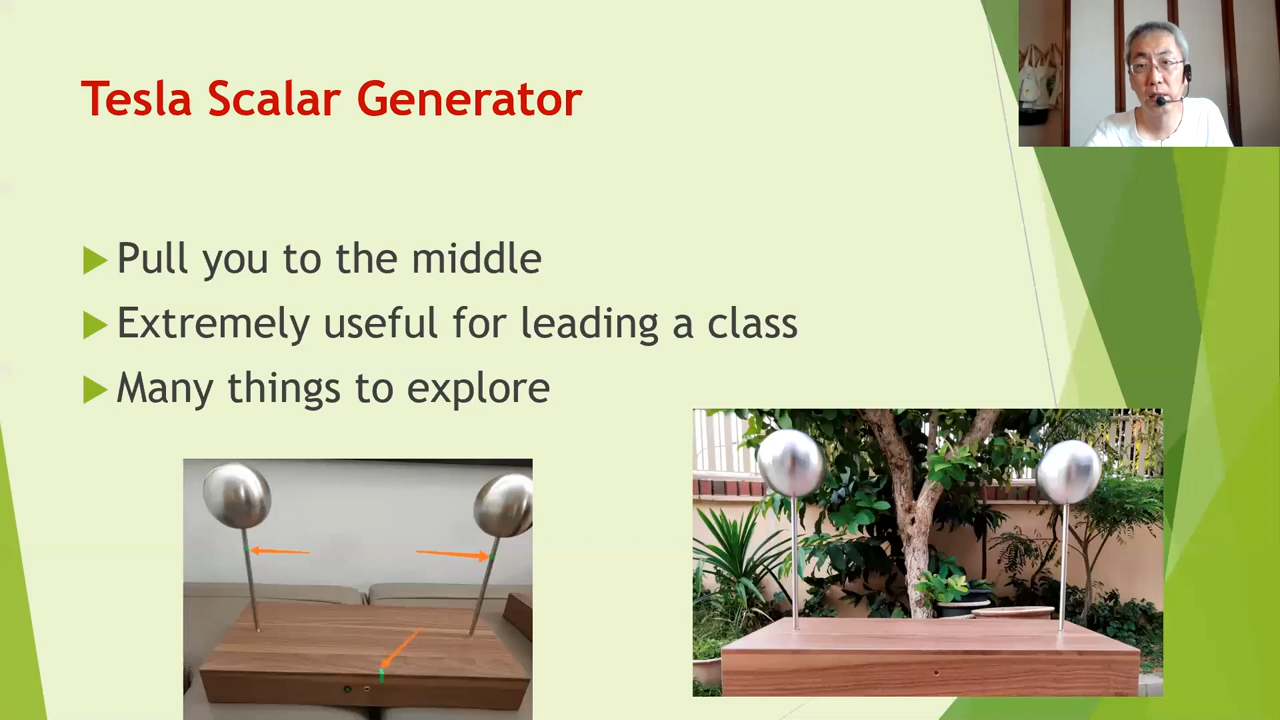 Tesla Scalar Generator
Pull you to the middle
Extremely useful for leading a class
Many things to explore